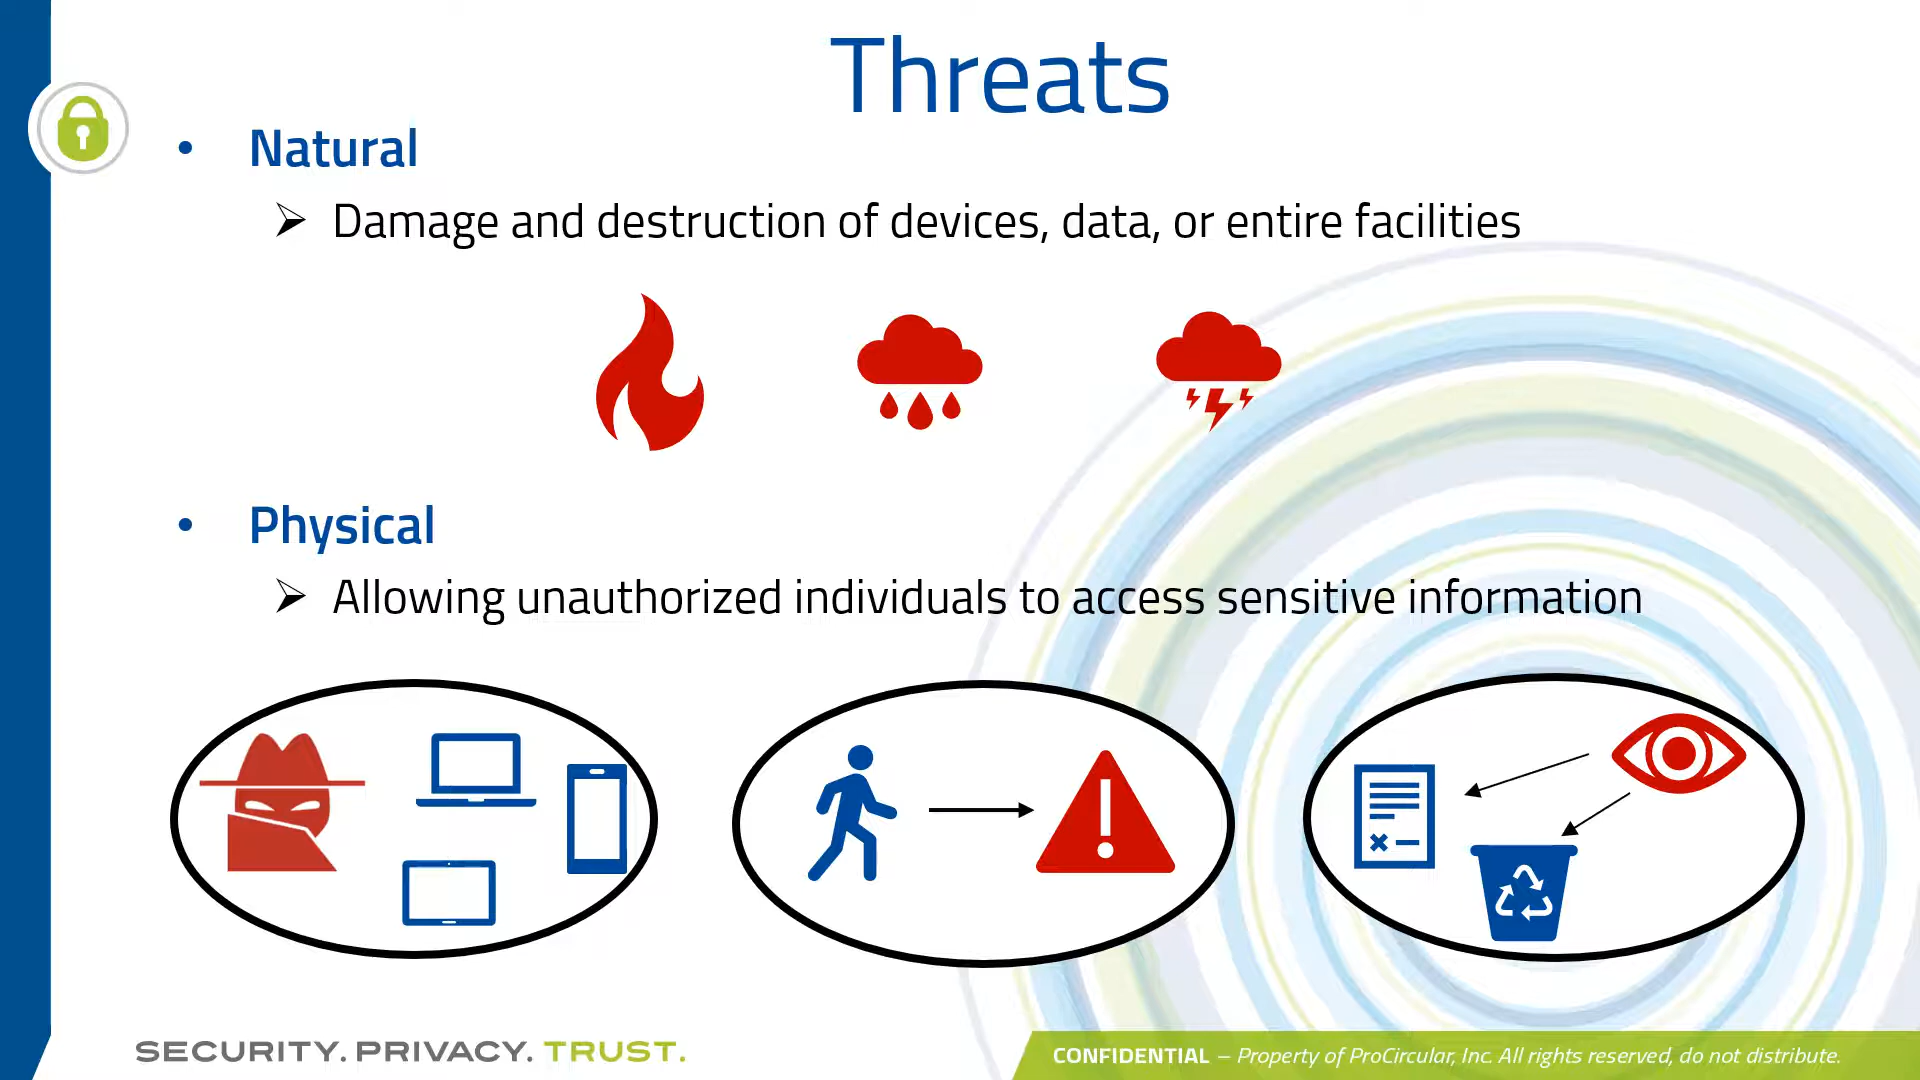 Threats
• Natural
➢ Damage and destruction of devices, data, or entire facilities
• Physical
➢ Allowing unauthorized individuals to access sensitive information
SECURITY. PRIVACY. TRUST.
CONFIDENTIAL – Property of ProCircular, Inc. All rights reserved, do not distribute.